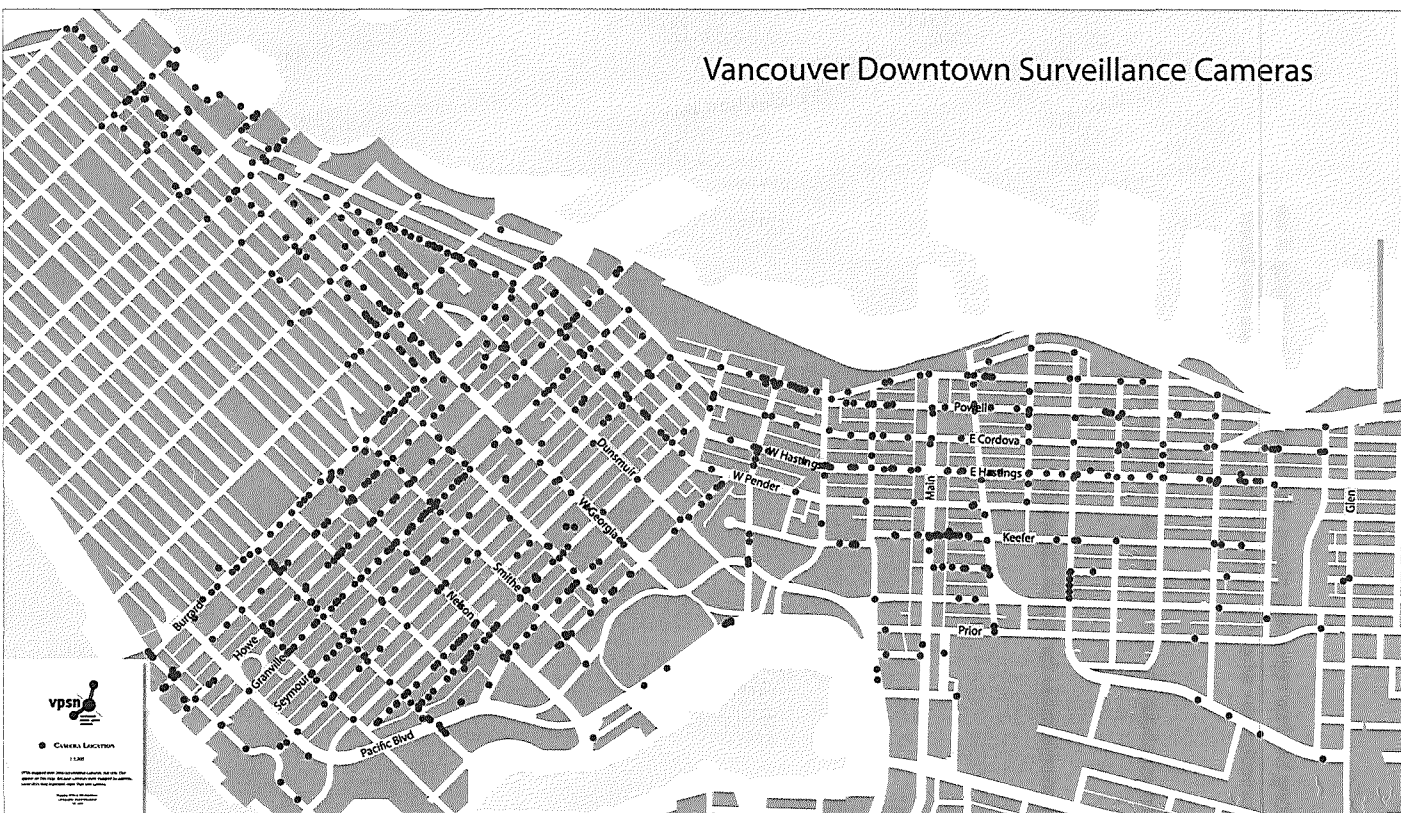 Vancouver Downtown Surveillance Cameras
Powell
E Cordova
W Hastings
E Hastings
Dunsmuir
W Pender
Main
Glen
W Georgia
Keefer
Smithe
Nelson
Burrard
Prior
Howe
Granville
Seymour
Pacific Blvd
vpsn
CAMERA LOCATION